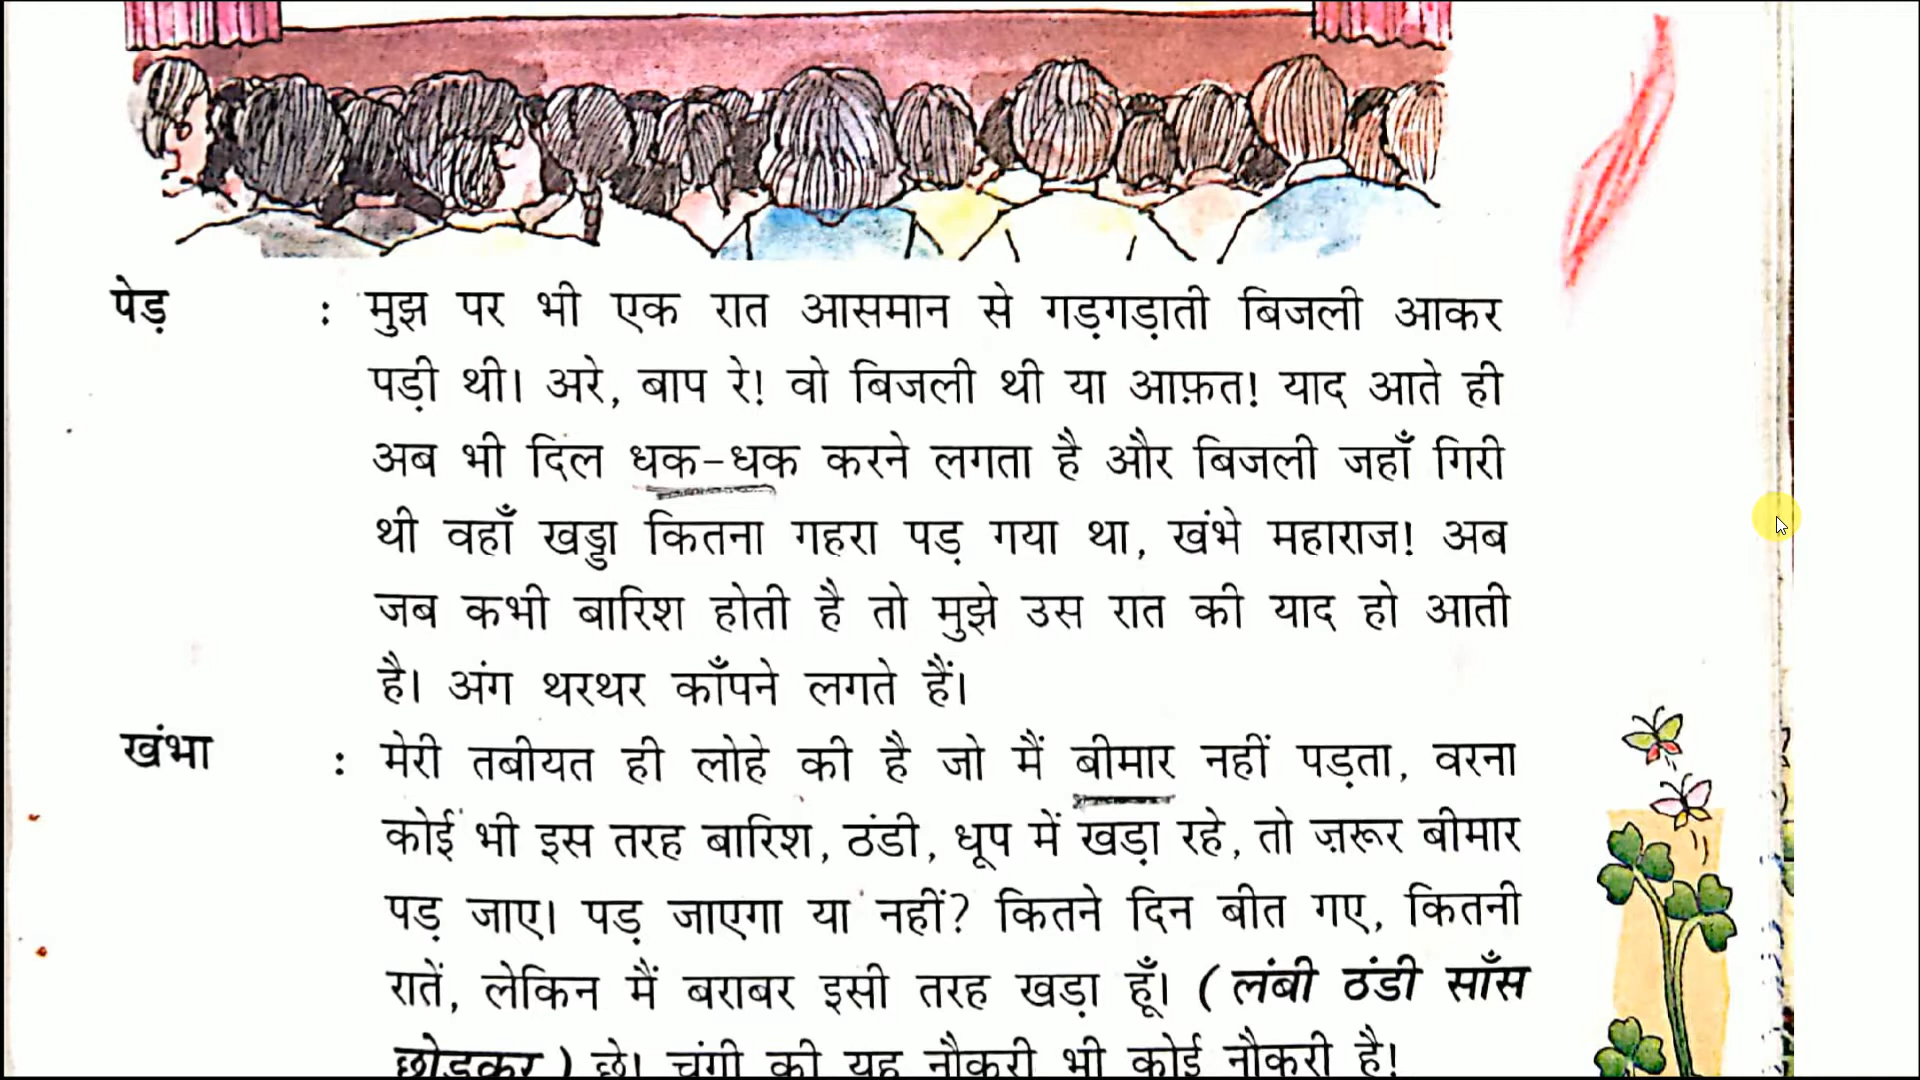 पेड़ : मुझ पर भी एक रात आसमान से गड़गड़ाती बिजली आकर
पड़ी थी। अरे, बाप रे! वो बिजली थी या आफ़त! याद आते ही
अब भी दिल धक-धक करने लगता है और बिजली जहाँ गिरी
थी वहाँ खड्डा कितना गहरा पड़ गया था, खंभे महाराज! अब
जब कभी बारिश होती है तो मुझे उस रात की याद हो आती
है। अंग थरथर काँपने लगते हैं।
खंभा : मेरी तबीयत ही लोहे की है जो मैं बीमार नहीं पड़ता, वरना
कोई भी इस तरह बारिश, ठंडी, धूप में खड़ा रहे, तो ज़रूर बीमार
पड़ जाए। पड़ जाएगा या नहीं? कितने दिन बीत गए, कितनी
रातें, लेकिन मैं बराबर इसी तरह खड़ा हूँ। (लंबी ठंडी साँस
छोड़कर) छे। चुंगी की यह नौकरी भी कोई नौकरी है!